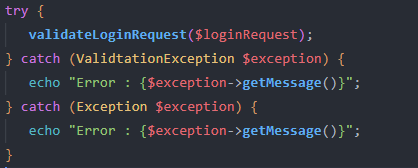 try {
validateLoginRequest($loginRequest);
} catch (ValidtationException $exception) {
echo "Error : {$exception->getMessage()}";
} catch (Exception $exception) {
echo "Error : {$exception->getMessage()}";
}